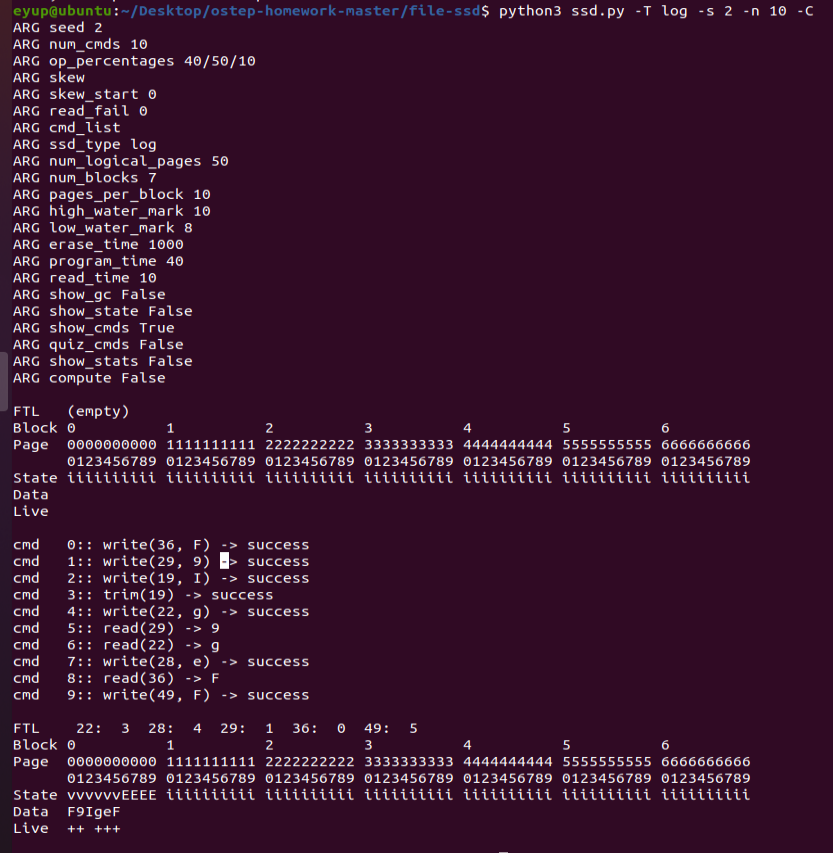 eyup@ubuntu:~/Desktop/ostep-homework-master/file-ssd$ python3 ssd.py -T log -s 2 -n 10 -C
ARG seed 2
ARG num_cmds 10
ARG op_percentages 40/50/10
ARG skew
ARG skew_start 0
ARG read_fail 0
ARG cmd_list
ARG ssd_type log
ARG num_logical_pages 50
ARG num_blocks 7
ARG pages_per_block 10
ARG high_water_mark 10
ARG low_water_mark 8
ARG erase_time 1000
ARG program_time 40
ARG read_time 10
ARG show_gc False
ARG show_state False
ARG show_cmds True
ARG quiz_cmds False
ARG show_stats False
ARG compute False

FTL   (empty)
Block 0          1          2          3          4          5          6
Page  0000000000 1111111111 2222222222 3333333333 4444444444 5555555555 6666666666
      0123456789 0123456789 0123456789 0123456789 0123456789 0123456789 0123456789
State iiiiiiiiii iiiiiiiiii iiiiiiiiii iiiiiiiiii iiiiiiiiii iiiiiiiiii iiiiiiiiii
Data
Live

cmd   0:: write(36, F) -> success
cmd   1:: write(29, 9) -> success
cmd   2:: write(19, I) -> success
cmd   3:: trim(19) -> success
cmd   4:: write(22, g) -> success
cmd   5:: read(29) -> 9
cmd   6:: read(22) -> g
cmd   7:: write(28, e) -> success
cmd   8:: read(36) -> F
cmd   9:: write(49, F) -> success

FTL    22:  3  28:  4  29:  1  36:  0  49:  5
Block 0          1          2          3          4          5          6
Page  0000000000 1111111111 2222222222 3333333333 4444444444 5555555555 6666666666
      0123456789 0123456789 0123456789 0123456789 0123456789 0123456789 0123456789
State vvvvvvEEEE iiiiiiiiii iiiiiiiiii iiiiiiiiii iiiiiiiiii iiiiiiiiii iiiiiiiiii
Data  F9IgeF
Live  ++ +++